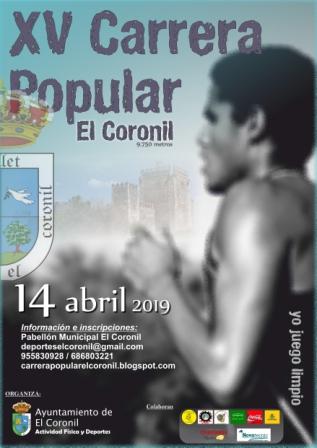 XV Carrera
Popular
El Coronil
9.750 metros
let
coronil
el
14 abril 2019
Información e inscripciones:
Pabellón Municipal El Coronil
deporteselcoronil@gmail.com
955830928 / 686803221
carrerapopularelcoronil.blogspot.com
yo juego limpio
ORGANIZA:
Ayuntamiento de
El Coronil
Actividad Física y Deportes
Colaboran